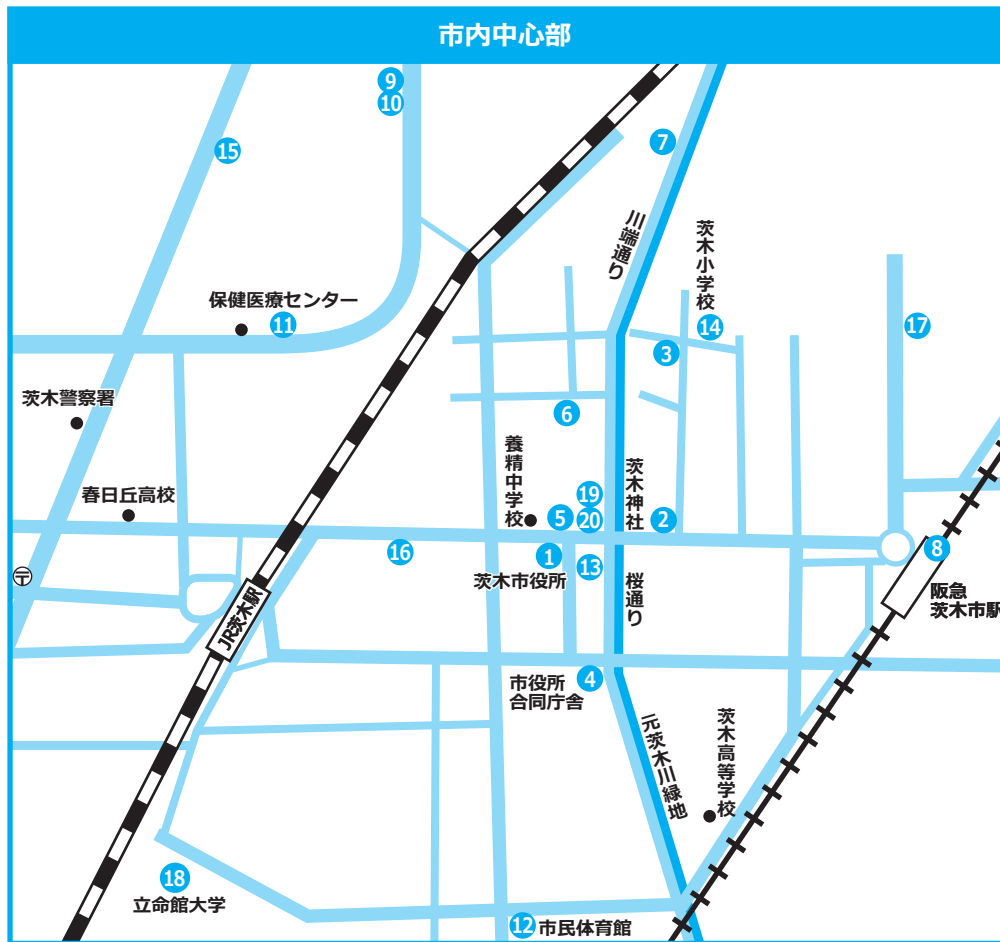 市内中心部
9
10
15
7
川端通り
茨木小学校
14
保健医療センター
11
17
3
茨木警察署
6
養精中学校
茨木神社
19
春日丘高校
5
20
2
16
1
13
8
茨木市役所
〒
桜通り
阪急
茨木市駅
JR茨木駅
市役所
合同庁舎
4
元茨木川緑地
茨木高等学校
18
立命館大学
12
市民体育館